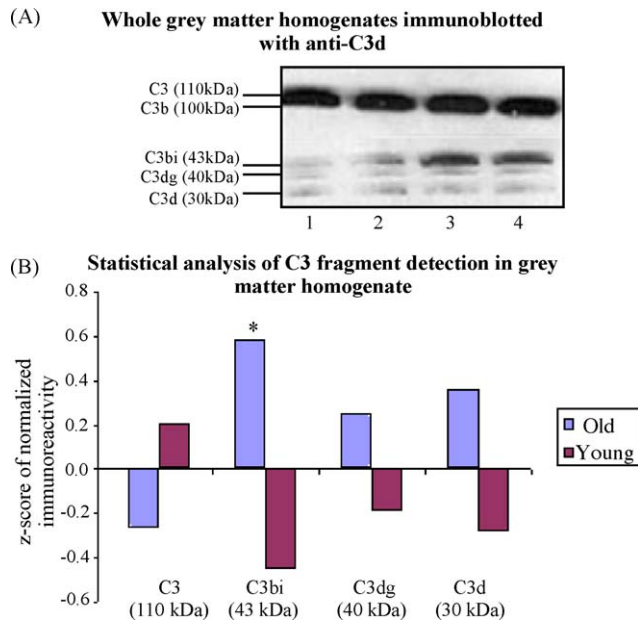 (A)
Whole grey matter homogenates immunoblotted
with anti-C3d
C3 (110kDa)
C3b (100kDa)
C3bi (43kDa)
C3dg (40kDa)
C3d (30kDa)
1 2 3 4
(B)
Statistical analysis of C3 fragment detection in grey
matter homogenate
z-score of normalized
immunoreactivity
0.8
0.6
0.4
0.2
0.0
-0.2
-0.4
-0.6
*
C3 C3bi C3dg C3d
(110 kDa) (43 kDa) (40 kDa) (30 kDa)
Old
Young